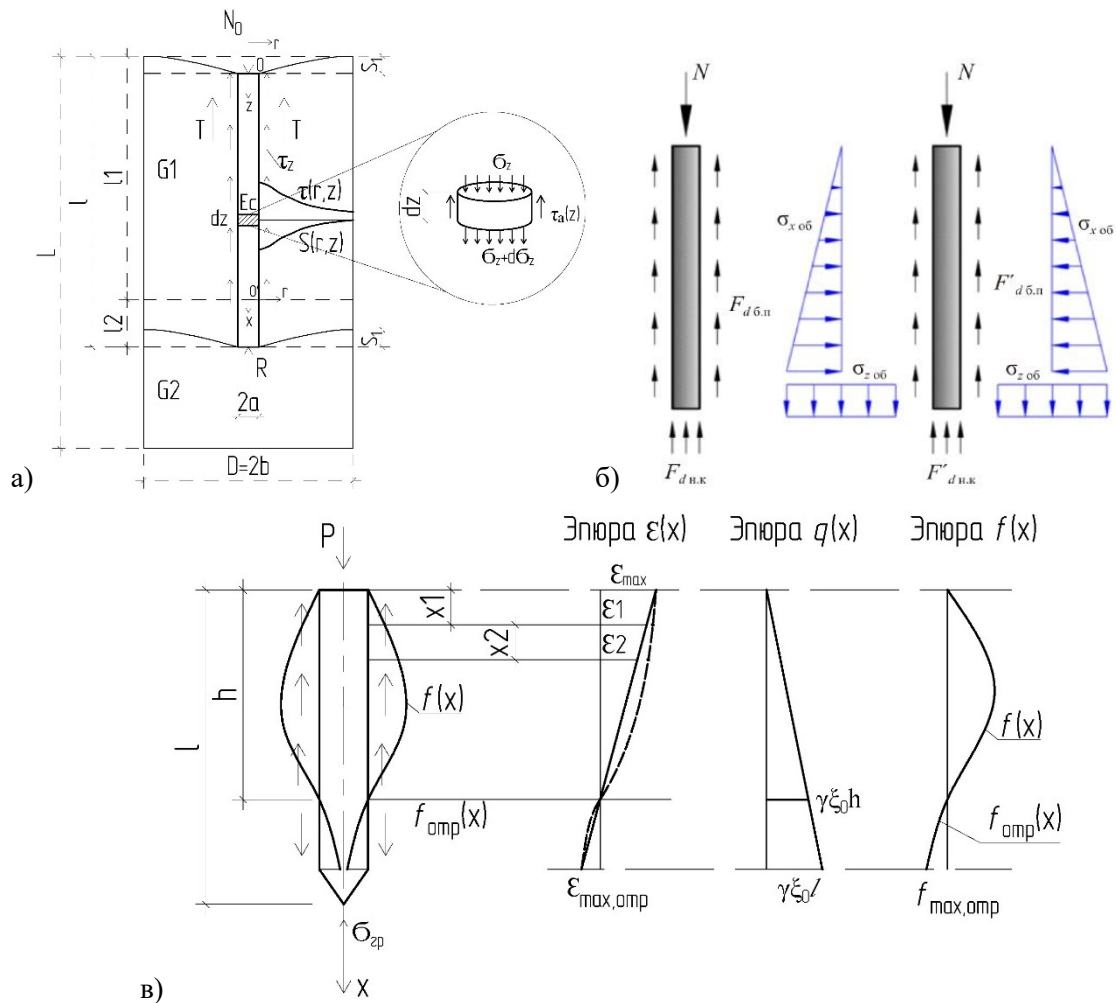 N₀
r
0
S₁
z
T
T
τz
G1
τ(r,z)
Ec
dz
S(r,z)
l1
l
L
0'
r
l2
x
S₁
R
G2
2a
D=2b
а)
σz
dz
τa(z)
σz+dσz
N
N
σx об
σx об
Fd б.п
F′d б.п
σz об
σz об
Fd н.к
F′d н.к
б)
P
Эпюра ε(x)
Эпюра q(x)
Эпюра f(x)
εmax
x1
ε1
x2
ε2
h
l
f(x)
f(x)
fотр(x)
γξ₀h
fотр(x)
εmax,отр
γξ₀l
fmax,отр
σгр
x
в)